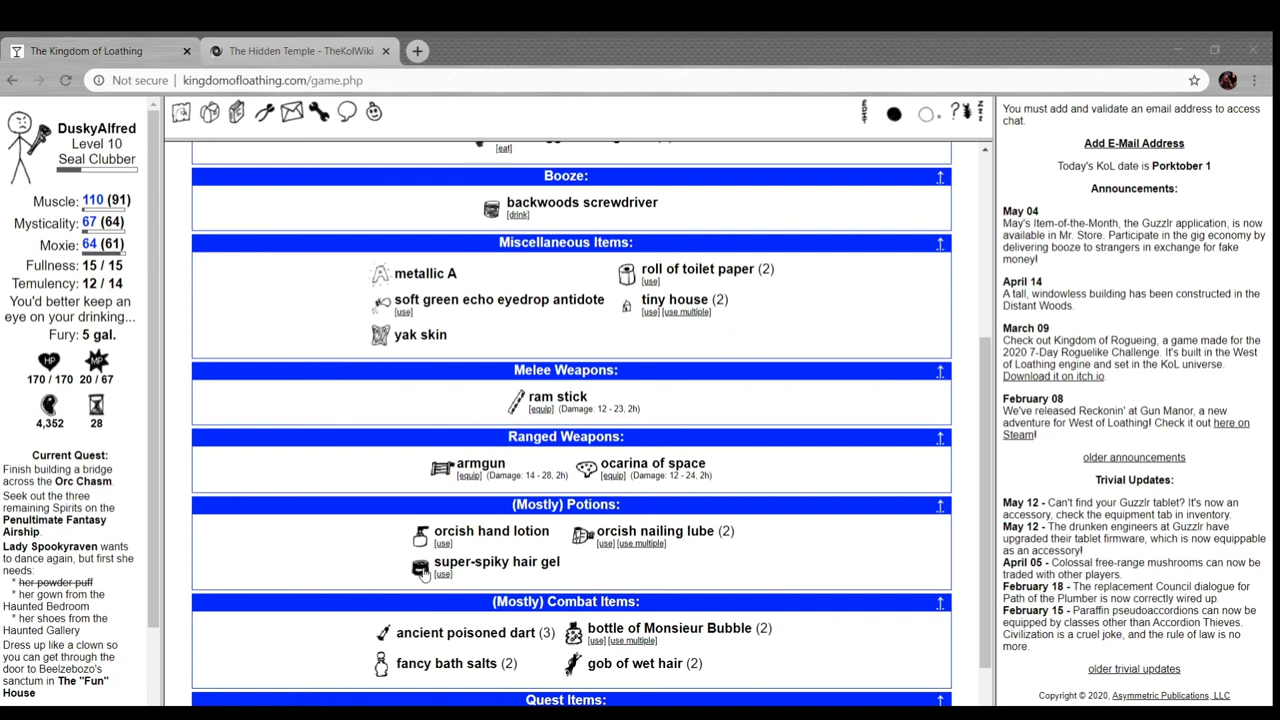 The Kingdom of Loathing
The Hidden Temple - TheKolWiki
Not secure
kingdomofloathing.com/game.php
DuskyAlfred
Level 10
Seal Clubber
Muscle: 110 (91)
Mysticality: 67 (64)
Moxie: 64 (61)
Fullness: 15 / 15
Temulency: 12 / 14
You'd better keep an
eye on your drinking...
Fury: 5 gal.
HP
MP
170 / 170
20 / 67
4,352
28
Current Quest:
Finish building a bridge
across the Orc Chasm.
Seek out the three
remaining Spirits on the
Penultimate Fantasy
Airship.
Lady Spookyraven wants
to dance again, but first she
needs:
* her powder puff
* her gown from the
Haunted Bedroom
* her shoes from the
Haunted Gallery
Dress up like a clown so
you can get through the
door to Beelzebozo's
sanctum in The "Fun"
House
[eat]
Booze:
backwoods screwdriver
[drink]
Miscellaneous Items:
metallic A
roll of toilet paper (2)
[use]
soft green echo eyedrop antidote
[use]
tiny house (2)
[use] [use multiple]
yak skin
Melee Weapons:
ram stick
[equip] (Damage: 12 - 23, 2h)
Ranged Weapons:
armgun
[equip] (Damage: 14 - 28, 2h)
ocarina of space
[equip] (Damage: 12 - 24, 2h)
(Mostly) Potions:
orcish hand lotion
[use]
orcish nailing lube (2)
[use] [use multiple]
super-spiky hair gel
[use]
(Mostly) Combat Items:
ancient poisoned dart (3)
bottle of Monsieur Bubble (2)
[use] [use multiple]
fancy bath salts (2)
gob of wet hair (2)
Quest Items:
You must add and validate an email address to access
chat.
Add E-Mail Address
Today's KoL date is Porktober 1
Announcements:
May 04
May's Item-of-the-Month, the Guzzlr application, is now
available in Mr. Store. Participate in the gig economy by
delivering booze to strangers in exchange for fake
money!
April 14
A tall, windowless building has been constructed in the
Distant Woods.
March 09
Check out Kingdom of Rogueing, a game made for the
2020 7-Day Roguelike Challenge. It's built in the West
of Loathing engine and set in the KoL universe.
Download it on itch.io.
February 08
We've released Reckonin' at Gun Manor, a new
adventure for West of Loathing! Check it out here on
Steam!
older announcements
Trivial Updates:
May 12 - Can't find your Guzzlr tablet? It's now an
accessory, check the equipment tab in inventory.
May 12 - The drunken engineers at Guzzlr have
upgraded their tablet firmware, which is now equippable
as an accessory!
April 05 - Colossal free-range mushrooms can now be
traded with other players.
February 18 - The replacement Council dialogue for
Path of the Plumber is now correctly wired up.
February 15 - Paraffin pseudoaccordions can now be
equipped by classes other than Accordion Thieves.
Civilization is a cruel joke, and the rule of law is no
more.
older trivial updates
Copyright © 2020, Asymmetric Publications, LLC